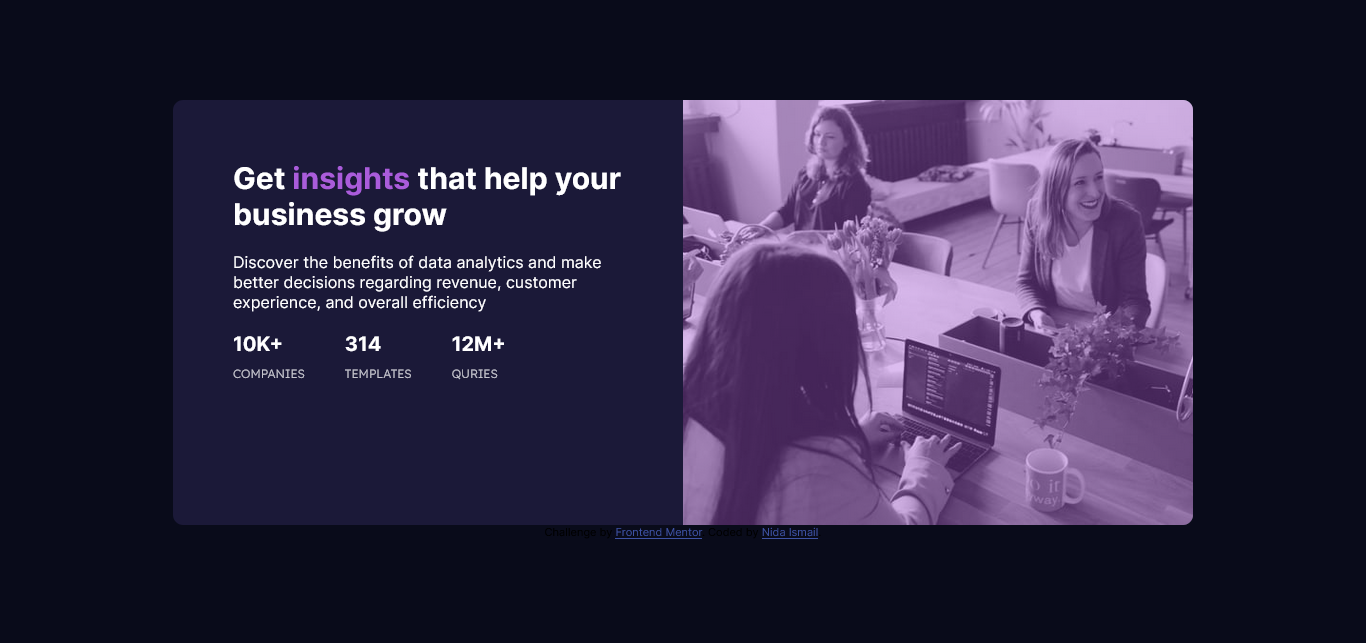 Get insights that help your
business grow
Discover the benefits of data analytics and make
better decisions regarding revenue, customer
experience, and overall efficiency
10K+ 314 12M+
COMPANIES TEMPLATES QURIES
Challenge by Frontend Mentor. Coded by Nida Ismail